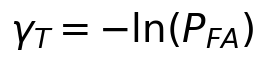 γ_T = −ln(P_FA)